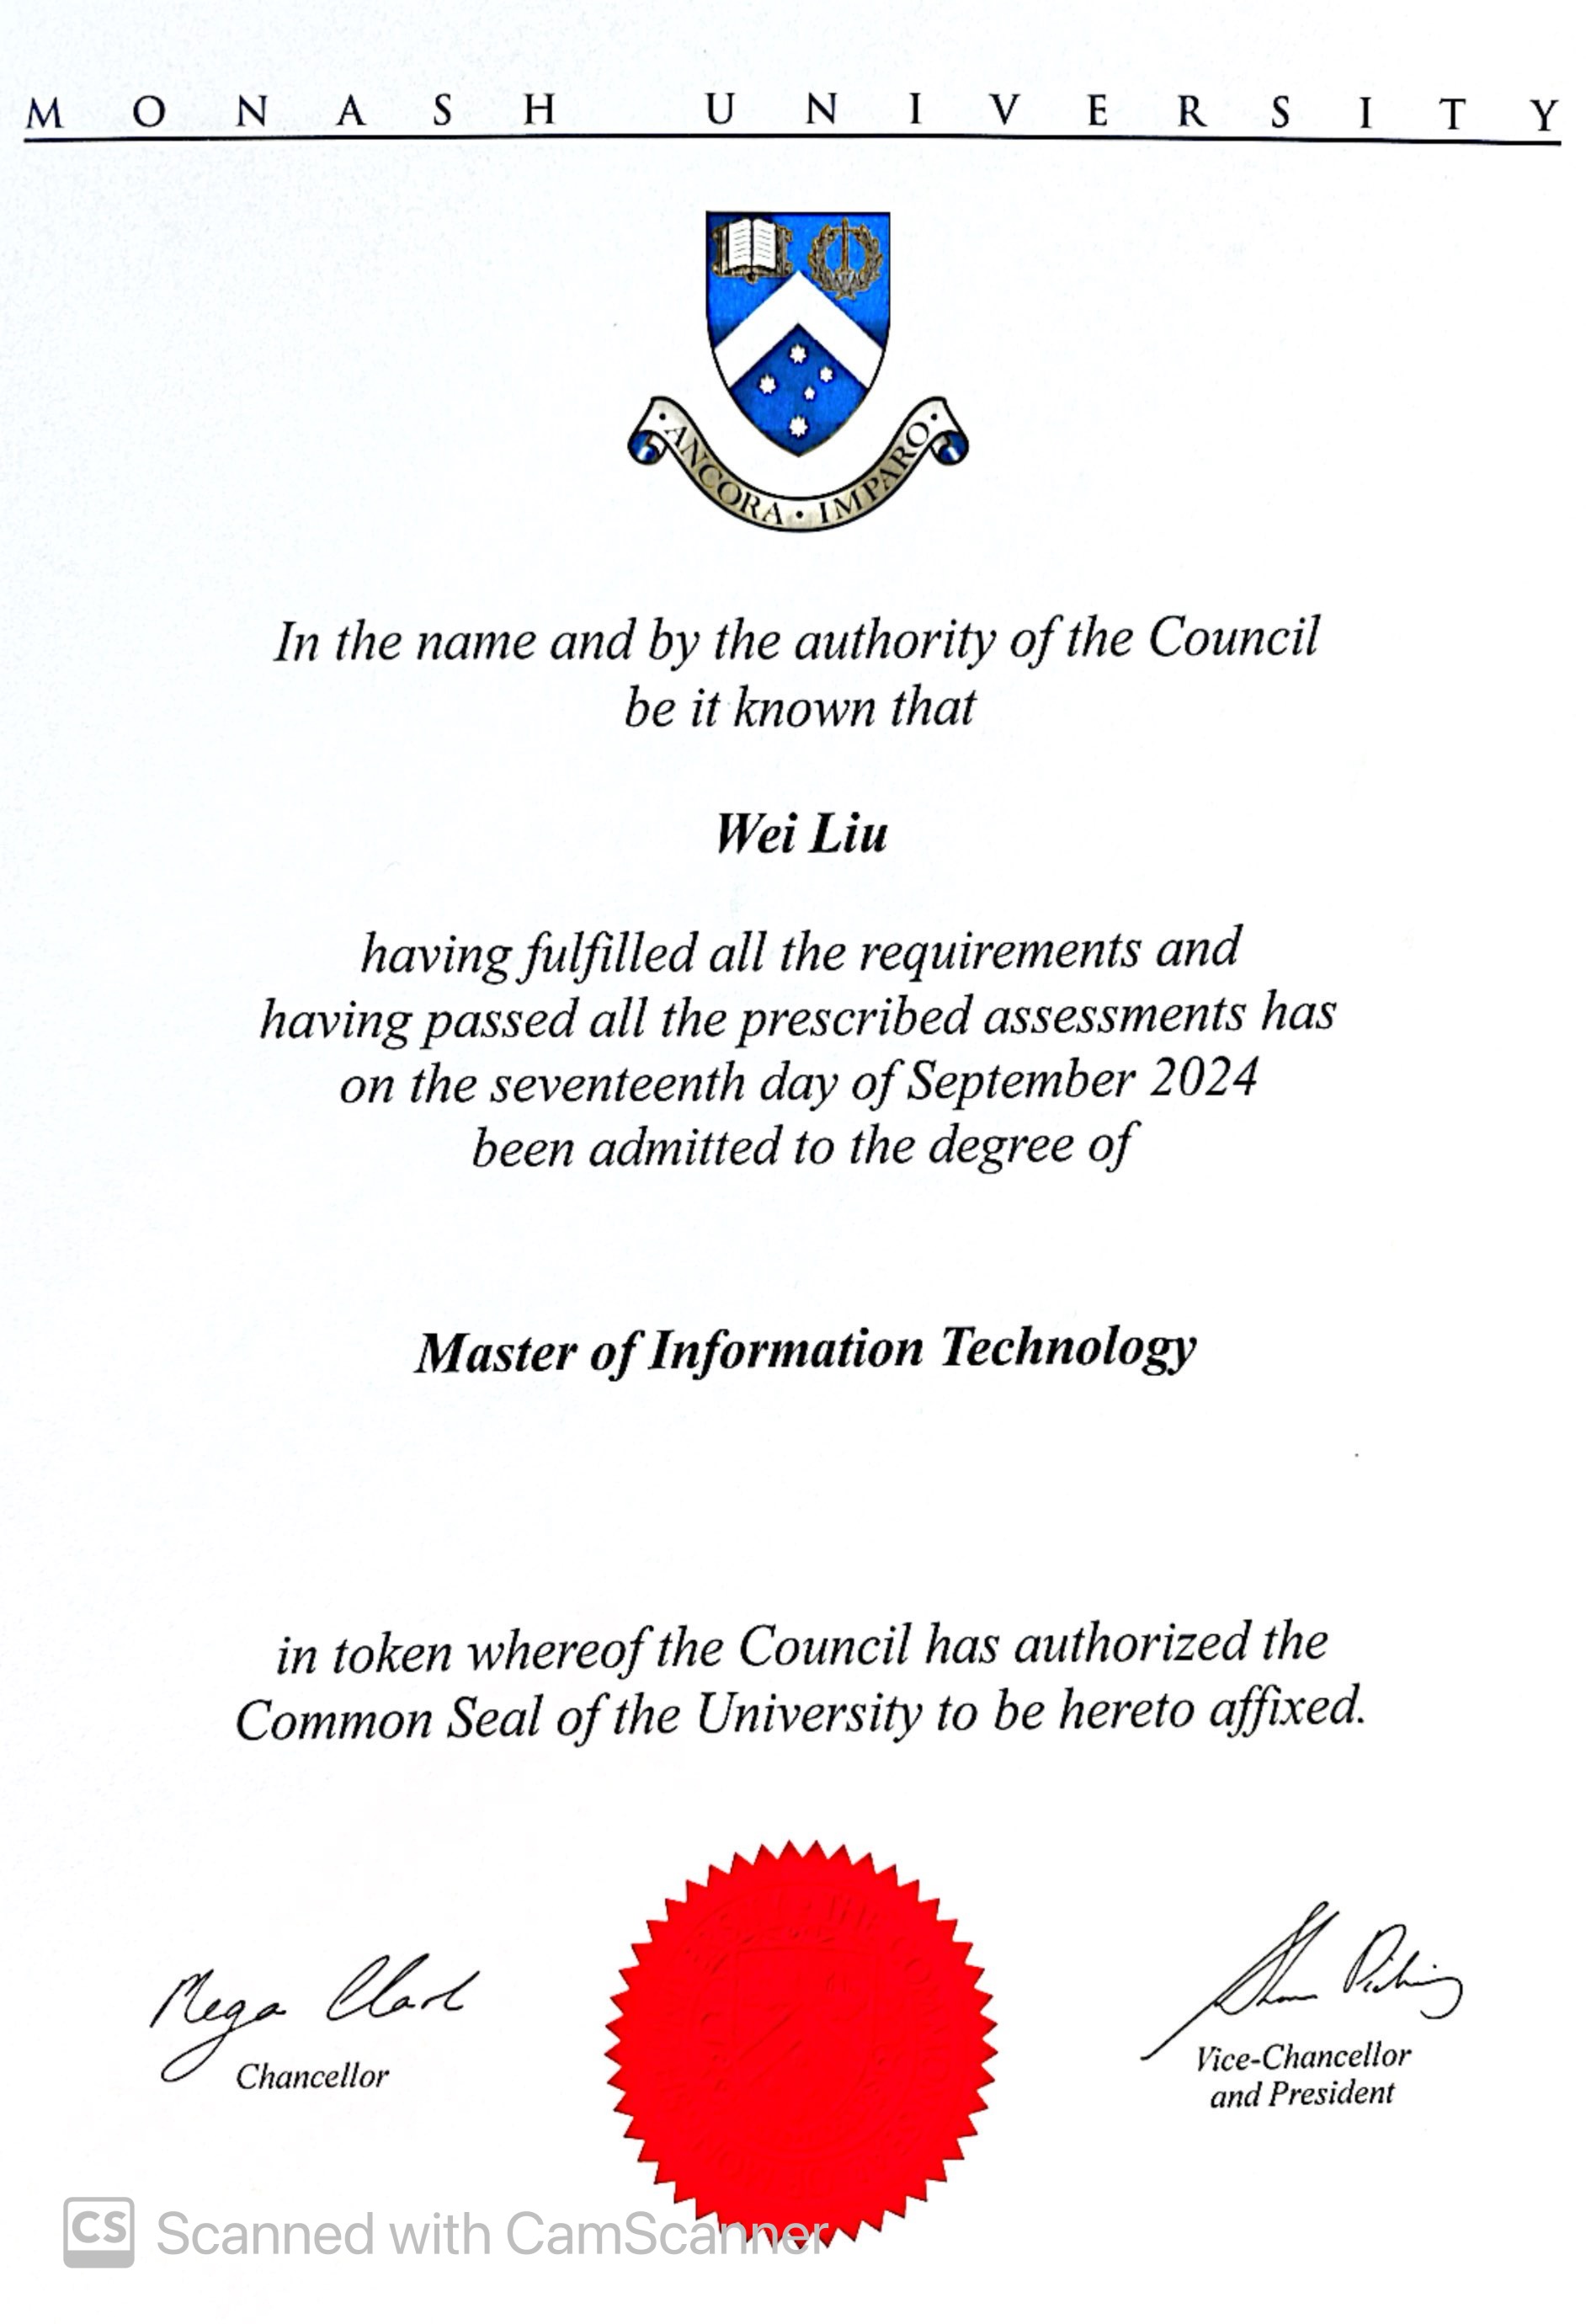 MONASH UNIVERSITY
ANCORA • IMPARO
In the name and by the authority of the Council
be it known that
Wei Liu
having fulfilled all the requirements and
having passed all the prescribed assessments has
on the seventeenth day of September 2024
been admitted to the degree of
Master of Information Technology
in token whereof the Council has authorized the
Common Seal of the University to be hereto affixed.
Chancellor
Vice-Chancellor
and President
CS Scanned with CamScanner